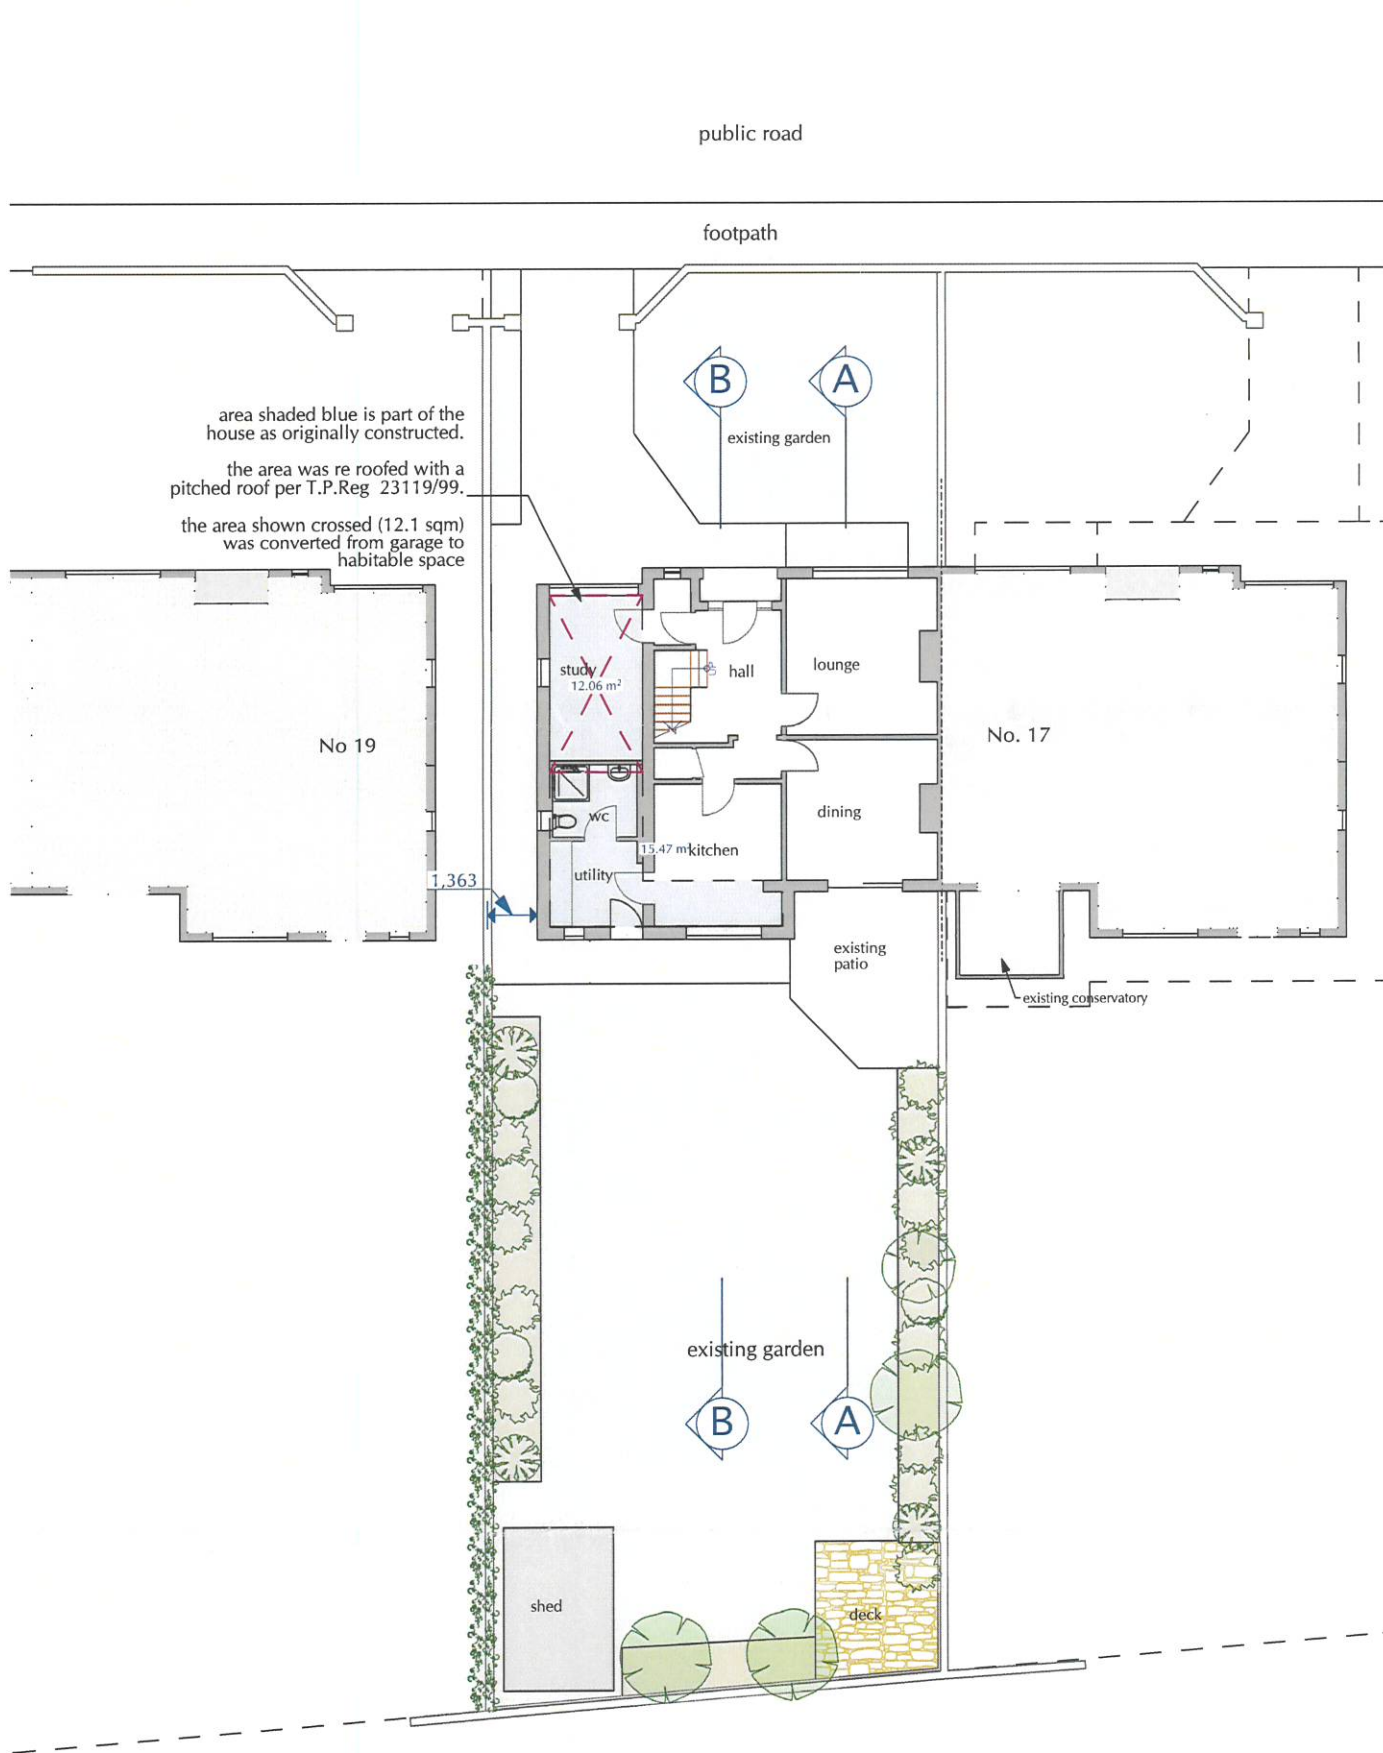 public road
footpath
B
A
existing garden
area shaded blue is part of the
house as originally constructed.
the area was re roofed with a
pitched roof per T.P.Reg 23119/99.
the area shown crossed (12.1 sqm)
was converted from garage to
habitable space
study
12.06 m²
hall
lounge
No 19
No. 17
wc
dining
15.47 m
kitchen
utility
1,363
existing
patio
existing conservatory
existing garden
B
A
shed
deck